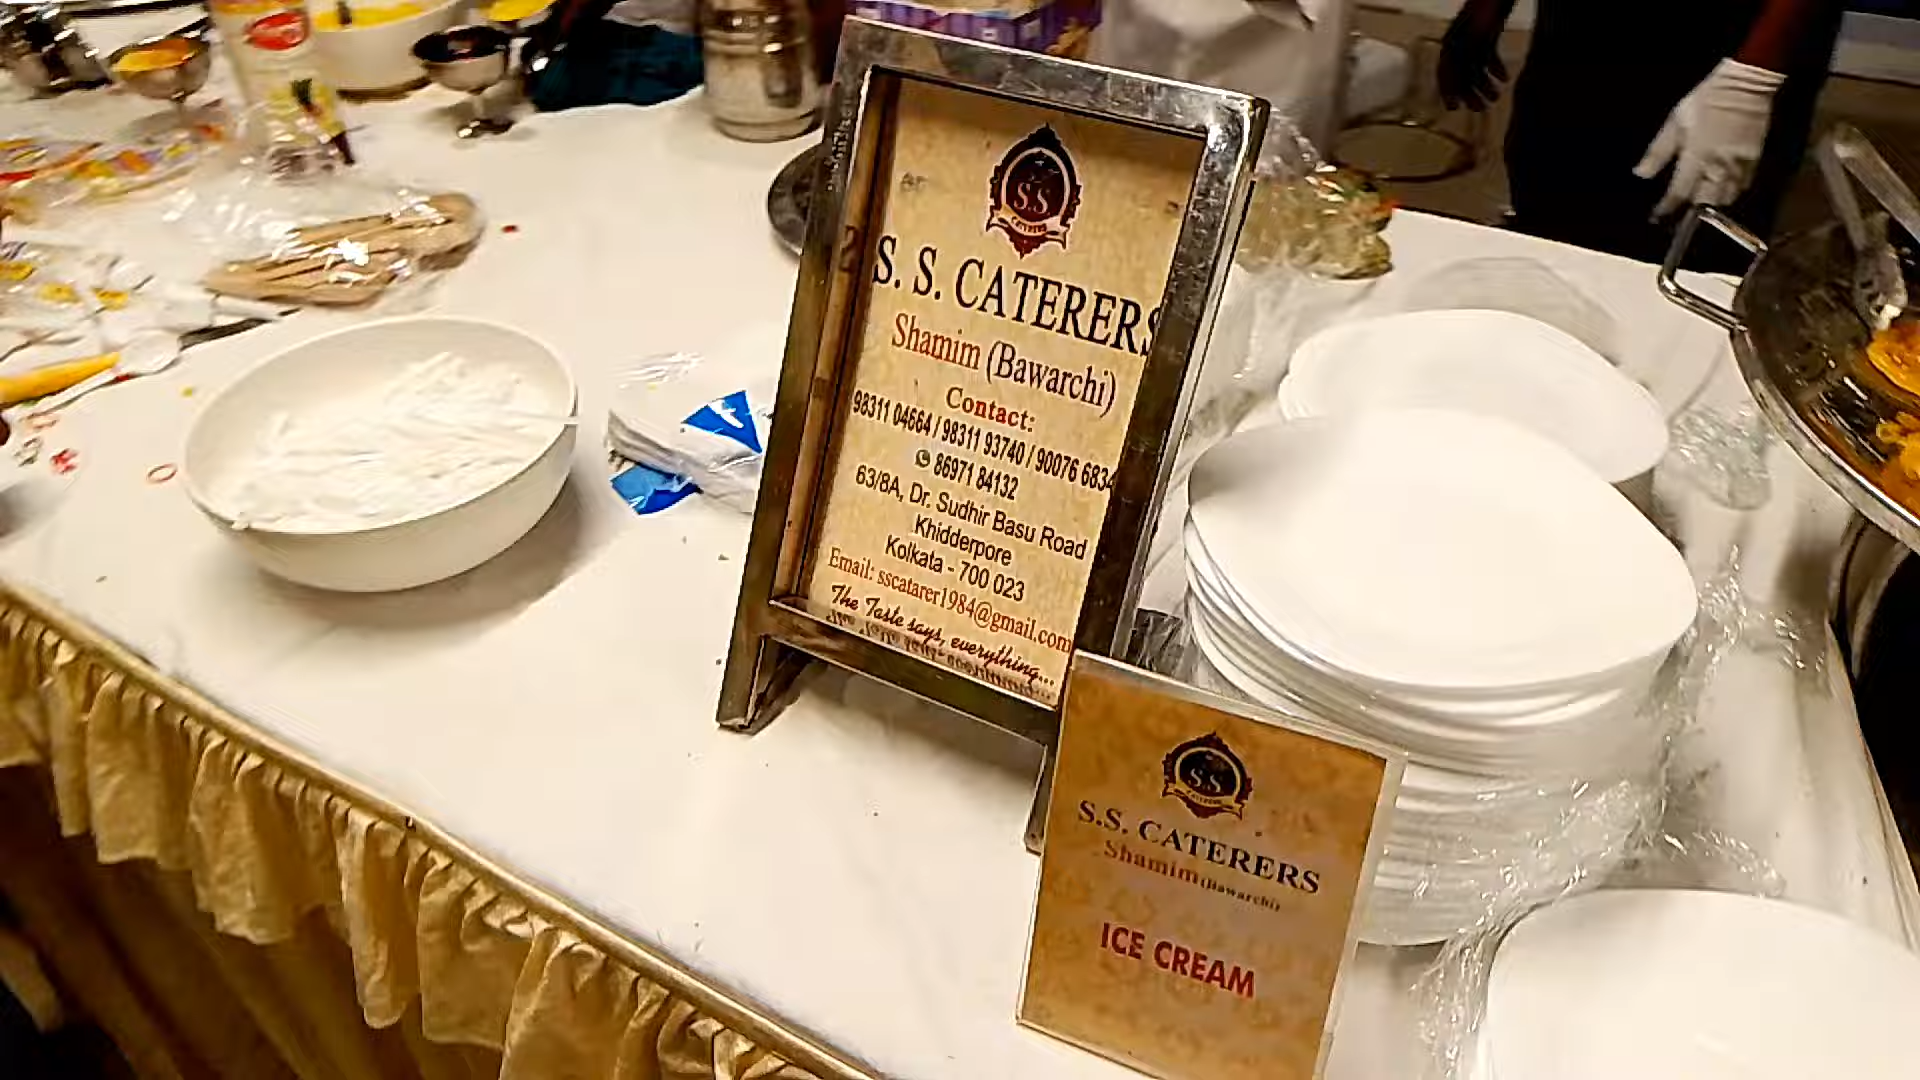 S.S
CATERERS
S. S. CATERERS
Shamim (Bawarchi)
Contact:
98311 04664 / 98311 93740 / 90076 6834
86971 84132
63/8A, Dr. Sudhir Basu Road
Khidderpore
Kolkata - 700 023
Email: sscatarer1984@gmail.com
The Taste says, everything...
S.S
S.S. CATERERS
Shamim (Bawarchi)
ICE CREAM